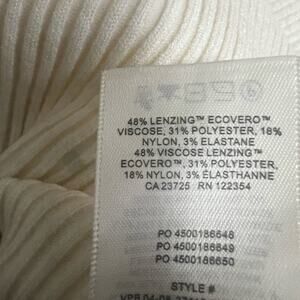 48% LENZING™ ECOVERO™
VISCOSE, 31% POLYESTER, 18%
NYLON, 3% ELASTANE
48% VISCOSE LENZING™
ECOVERO™, 31% POLYESTER,
18% NYLON, 3% ÉLASTHANNE
CA 23725 RN 122354
PO 4500186648
PO 4500186649
PO 4500186650
STYLE #